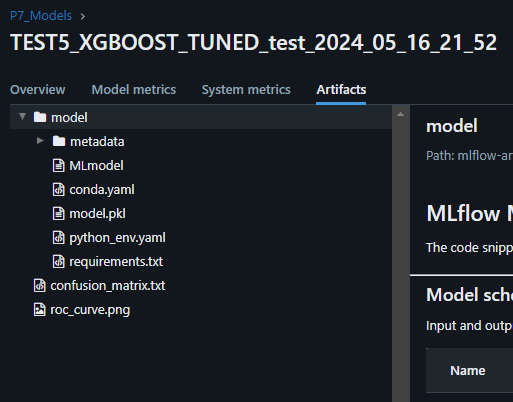 P7_Models
TEST5_XGBOOST_TUNED_test_2024_05_16_21_52
Overview Model metrics System metrics Artifacts
model
metadata
MLmodel
conda.yaml
model.pkl
python_env.yaml
requirements.txt
confusion_matrix.txt
roc_curve.png
model
Path: mlflow-ar
MLflow M
The code snipp
Model sche
Input and outp
Name